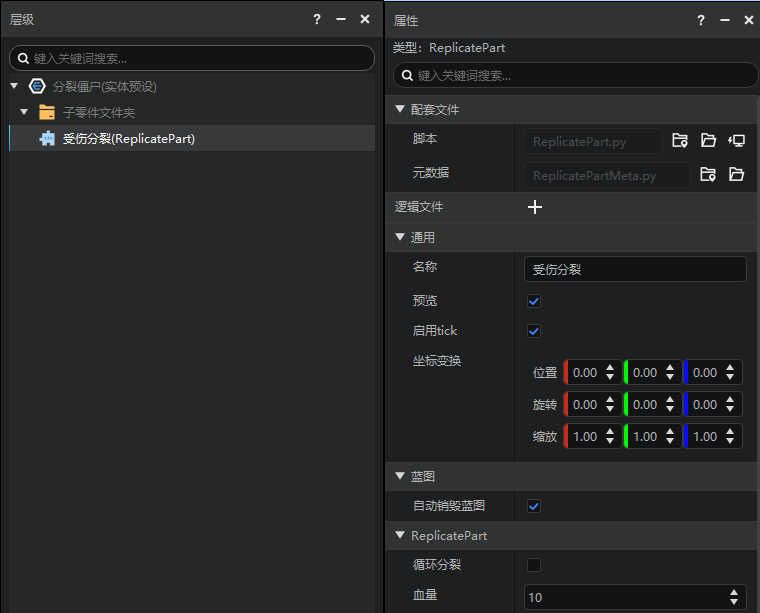 层级
键入关键词搜索...
分裂僵尸(实体预设)
子零件文件夹
受伤分裂(ReplicatePart)
属性
类型: ReplicatePart
键入关键词搜索...
配套文件
脚本 ReplicatePart.py
元数据 ReplicatePartMeta.py
逻辑文件
通用
名称 受伤分裂
预览
启用tick
坐标变换
位置 0.00 0.00 0.00
旋转 0.00 0.00 0.00
缩放 1.00 1.00 1.00
蓝图
自动销毁蓝图
ReplicatePart
循环分裂
血量 10